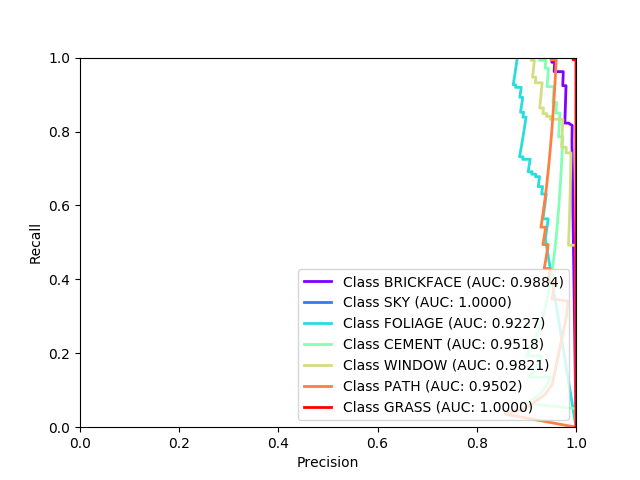 1.0
0.8
0.6
0.4
0.2
0.0
Recall
Class BRICKFACE (AUC: 0.9884)
Class SKY (AUC: 1.0000)
Class FOLIAGE (AUC: 0.9227)
Class CEMENT (AUC: 0.9518)
Class WINDOW (AUC: 0.9821)
Class PATH (AUC: 0.9502)
Class GRASS (AUC: 1.0000)
0.0 0.2 0.4 0.6 0.8 1.0
Precision